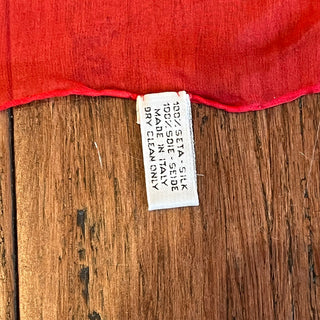 100% SETA - SILK
100% SOIE - SEIDE
MADE IN ITALY
DRY CLEAN ONLY